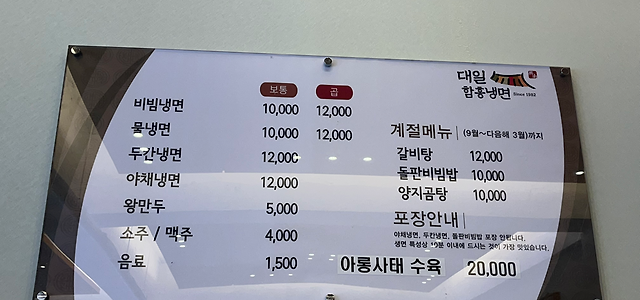 대일
함흥냉면 Since 1982
보통 곱
비빔냉면 10,000 12,000
물냉면 10,000 12,000
두간냉면 12,000
야채냉면 12,000
왕만두 5,000
소주 / 맥주 4,000
음료 1,500
계절메뉴 (9월~다음해 3월)까지
갈비탕 12,000
돌판비빔밥 10,000
양지곰탕 10,000
포장안내
야채냉면, 두칸냉면, 돌판비빔밥 포장 안됩니다.
생면 특성상 10분 이내에 드시는 것이 가장 맛있습니다.
아롱사태 수육 20,000